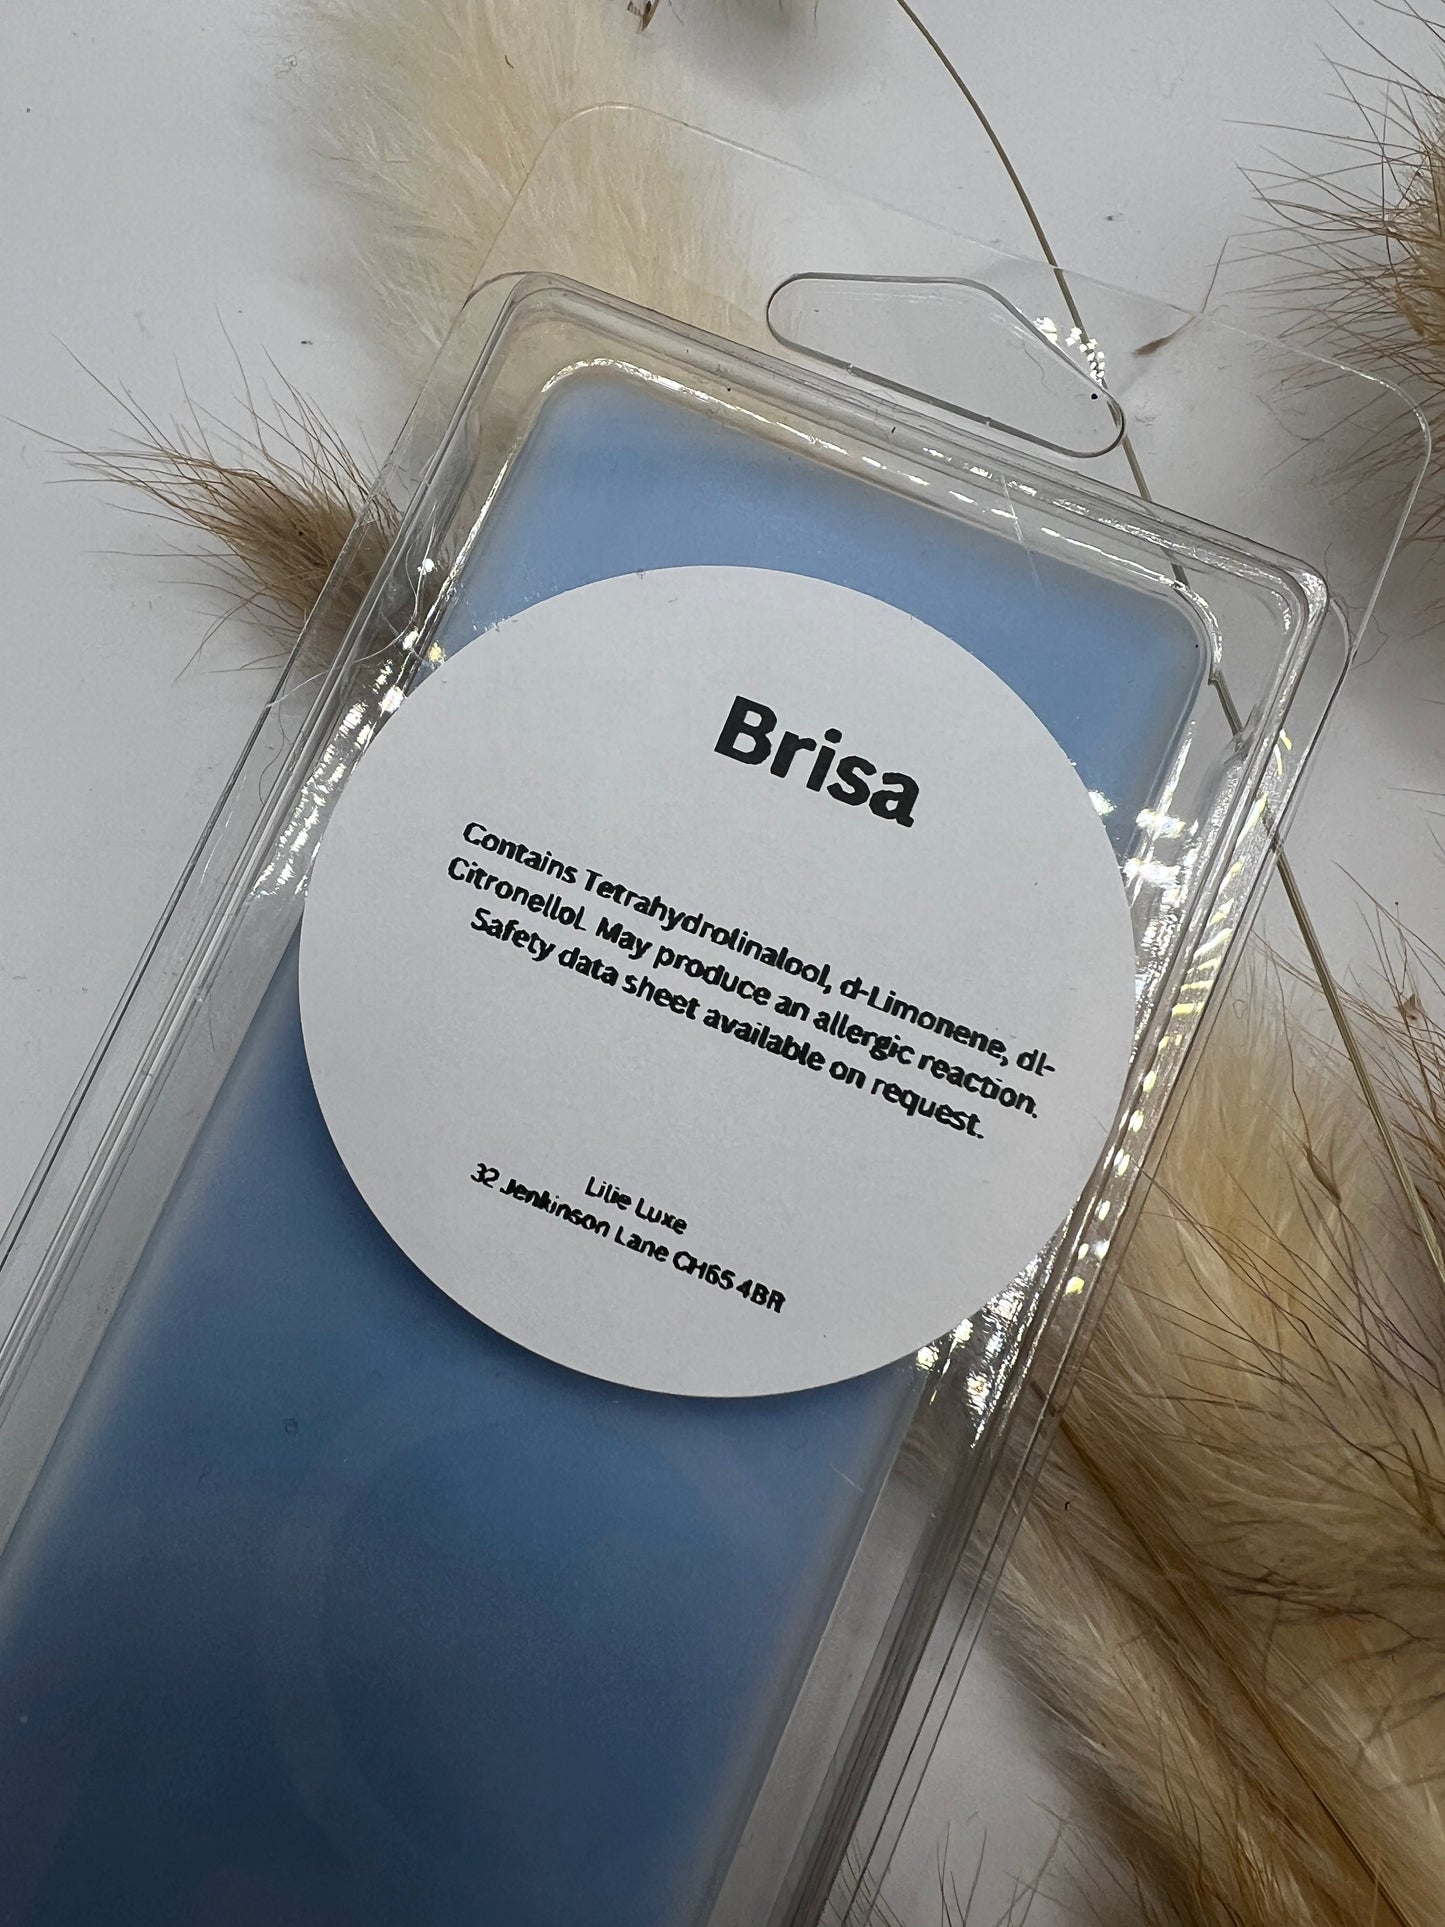 Brisa
Contains Tetrahydrolinalool, d-Limonene, dl-
Citronellol. May produce an allergic reaction.
Safety data sheet available on request.
Lilie Luxe
32 Jenkinson Lane CH65 4BR